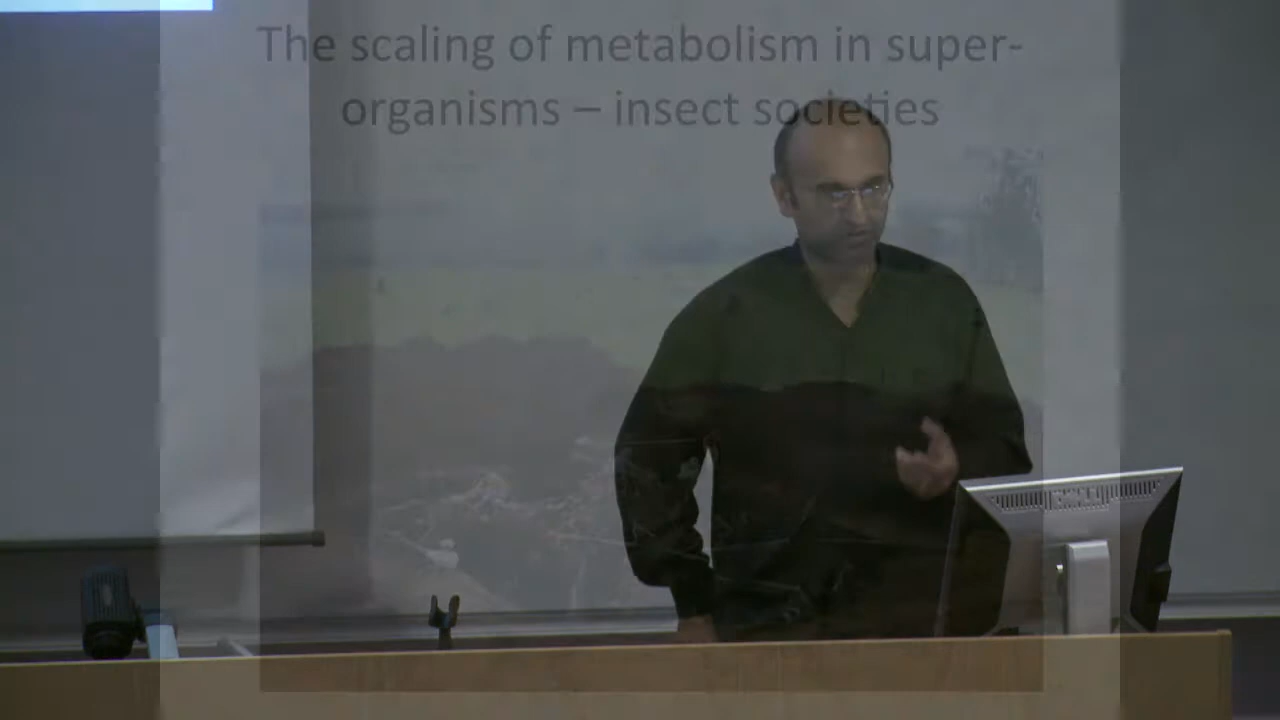 The scaling of metabolism in super-
organisms – insect societies